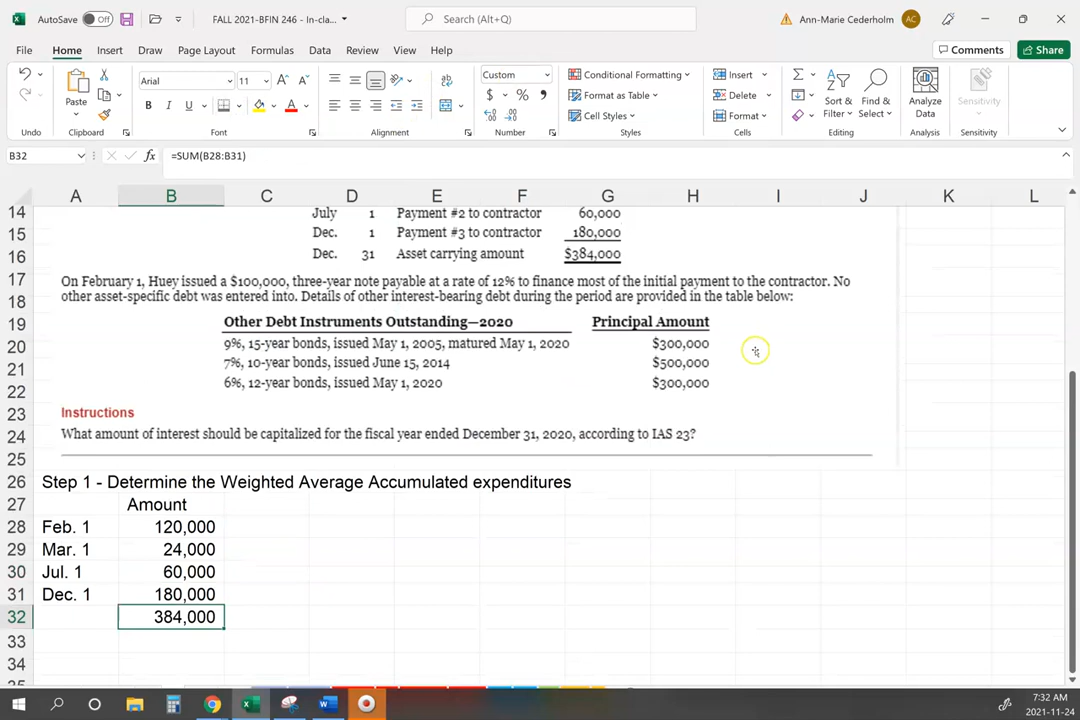 AutoSave Off FALL 2021-BFIN 246 - In-cla... Search (Alt+Q) Ann-Marie Cederholm AC
File Home Insert Draw Page Layout Formulas Data Review View Help Comments Share
Undo
Paste
Clipboard
Arial 11
B I U A
Font
Alignment
Custom
$ % ,
Number
Conditional Formatting
Format as Table
Cell Styles
Styles
Insert
Delete
Format
Cells
Sort & Filter
Find & Select
Editing
Analyze Data
Analysis
Sensitivity
Sensitivity
B32 fx =SUM(B28:B31)
A B C D E F G H I J K L
14 July 1 Payment #2 to contractor 60,000
15 Dec. 1 Payment #3 to contractor 180,000
16 Dec. 31 Asset carrying amount $384,000
17 On February 1, Huey issued a $100,000, three-year note payable at a rate of 12% to finance most of the initial payment to the contractor. No
18 other asset-specific debt was entered into. Details of other interest-bearing debt during the period are provided in the table below:
19 Other Debt Instruments Outstanding—2020 Principal Amount
20 9%, 15-year bonds, issued May 1, 2005, matured May 1, 2020 $300,000
21 7%, 10-year bonds, issued June 15, 2014 $500,000
22 6%, 12-year bonds, issued May 1, 2020 $300,000
23 Instructions
24 What amount of interest should be capitalized for the fiscal year ended December 31, 2020, according to IAS 23?
25
26 Step 1 - Determine the Weighted Average Accumulated expenditures
27 Amount
28 Feb. 1 120,000
29 Mar. 1 24,000
30 Jul. 1 60,000
31 Dec. 1 180,000
32 384,000
33
34
7:32 AM
2021-11-24